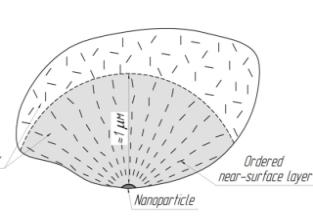 ≈1 μm
Ordered
near-surface layer
Nanoparticle